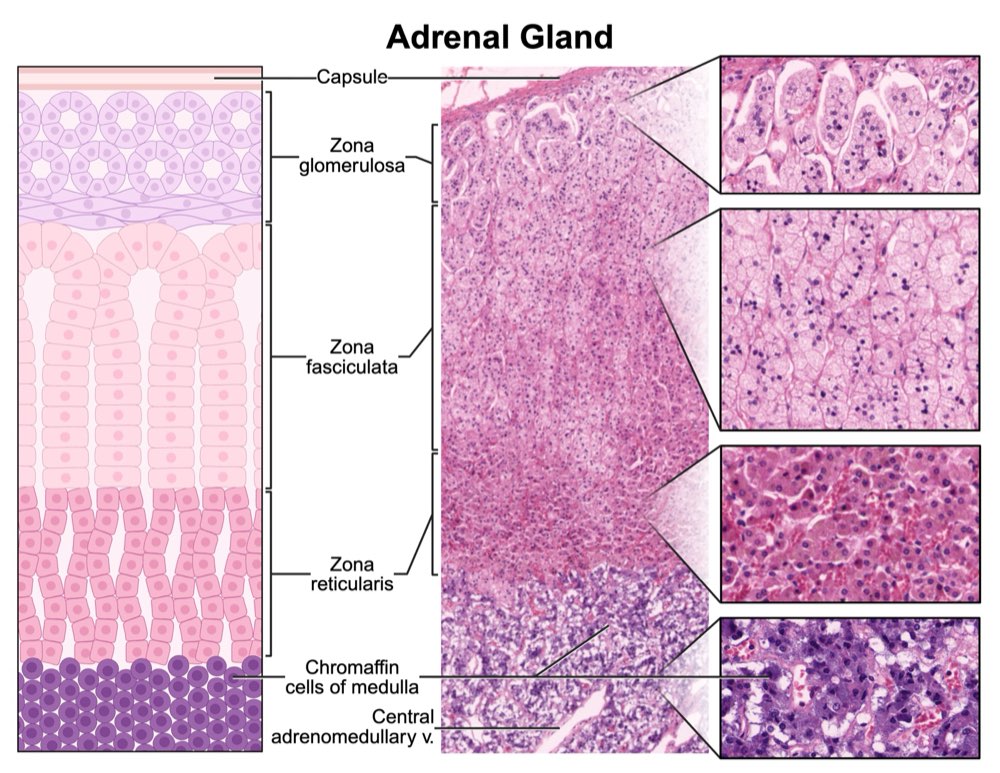 Adrenal Gland
Capsule
Zona
glomerulosa
Zona
fasciculata
Zona
reticularis
Chromaffin
cells of medulla
Central
adrenomedullary v.